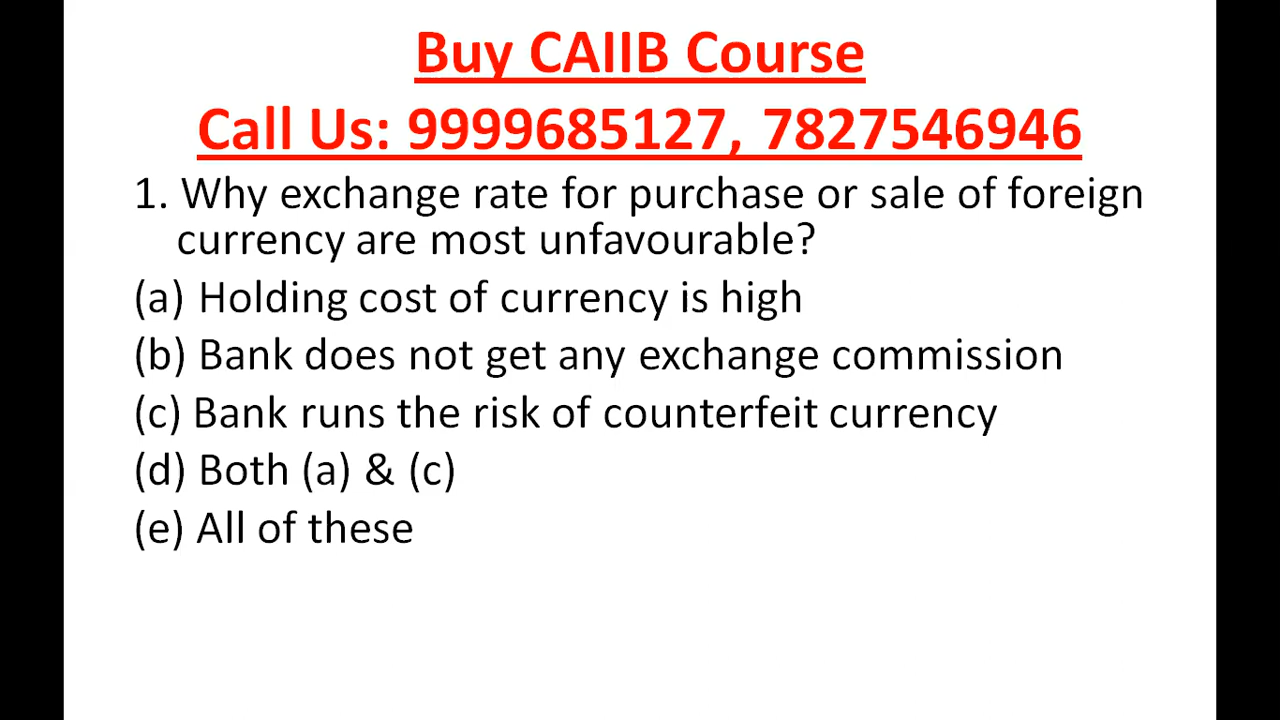 Buy CAIIB Course
Call Us: 9999685127, 7827546946
1. Why exchange rate for purchase or sale of foreign
currency are most unfavourable?
(a) Holding cost of currency is high
(b) Bank does not get any exchange commission
(c) Bank runs the risk of counterfeit currency
(d) Both (a) & (c)
(e) All of these